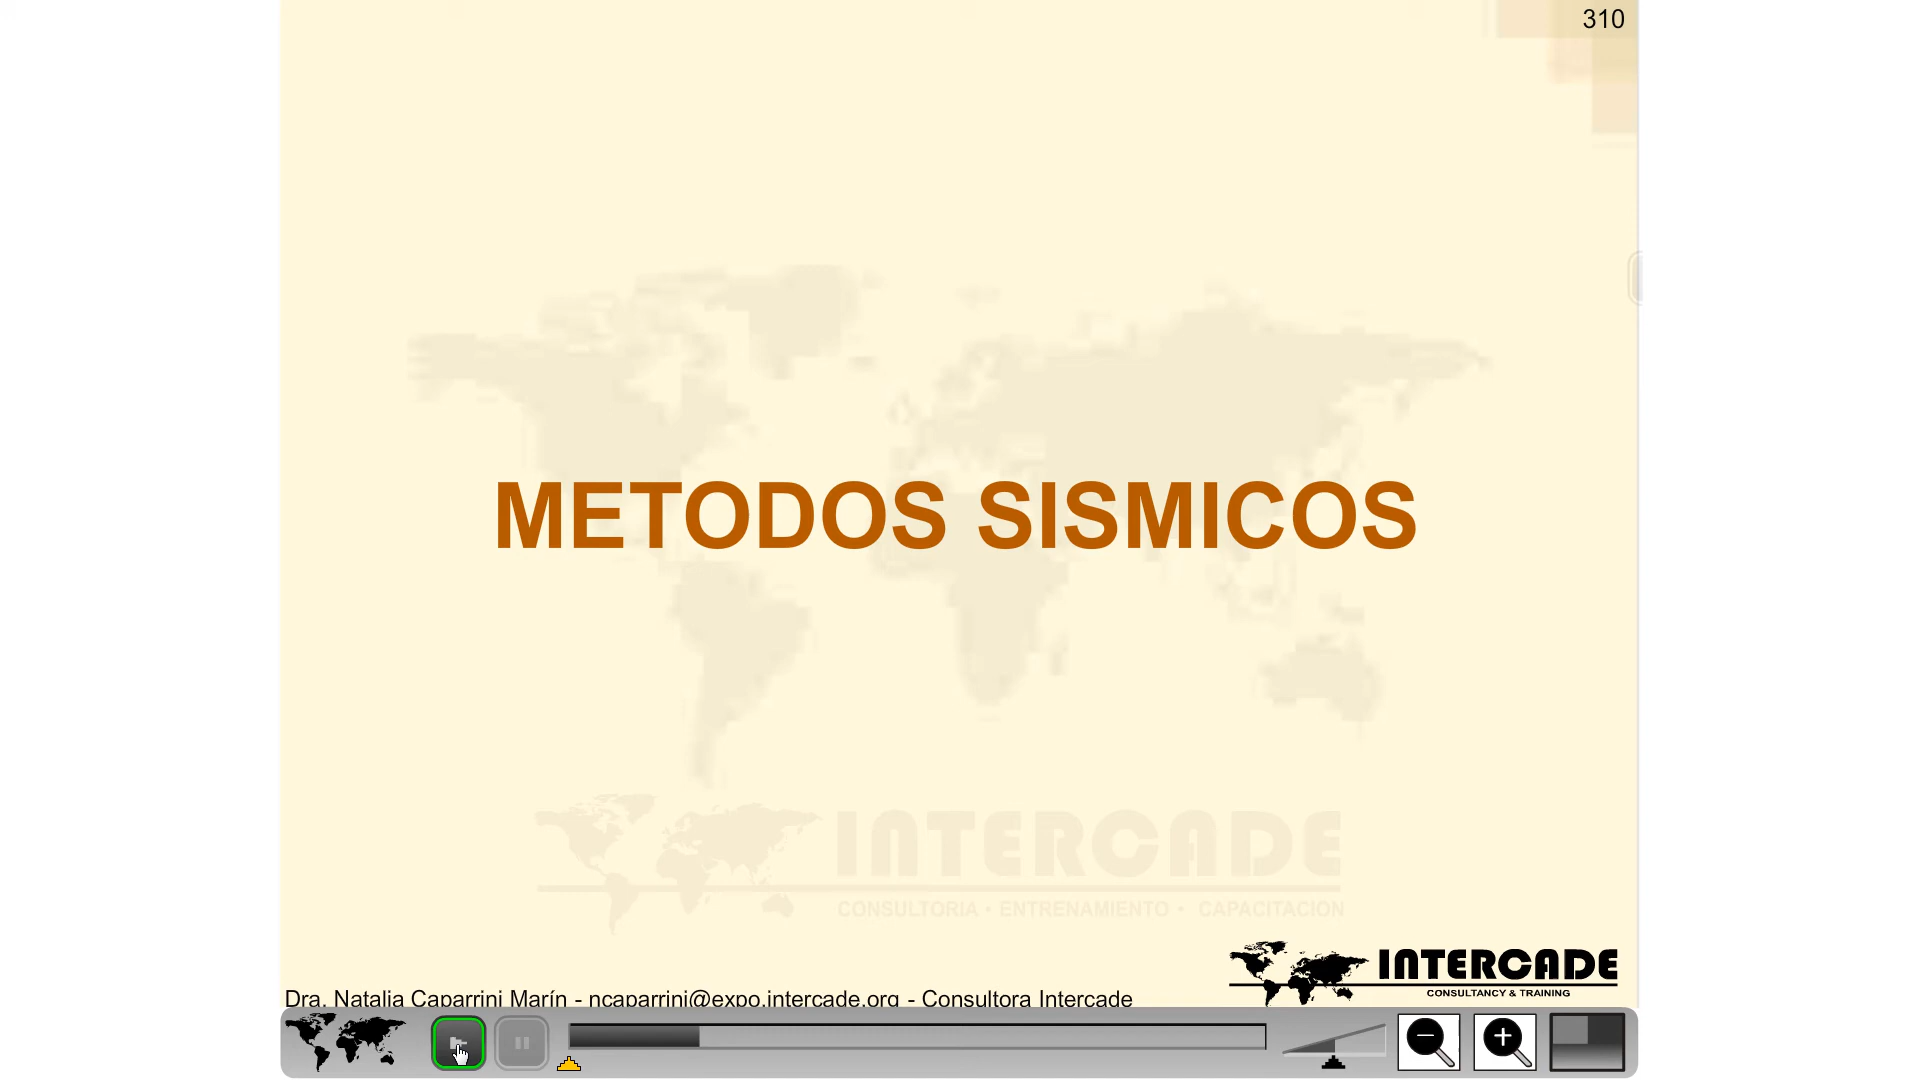 310
METODOS SISMICOS
INTERCADE
CONSULTORIA • ENTRENAMIENTO • CAPACITACION
INTERCADE
CONSULTANCY & TRAINING
Dra. Natalia Caparrini Marín - ncaparrini@expo.intercade.org - Consultora Intercade